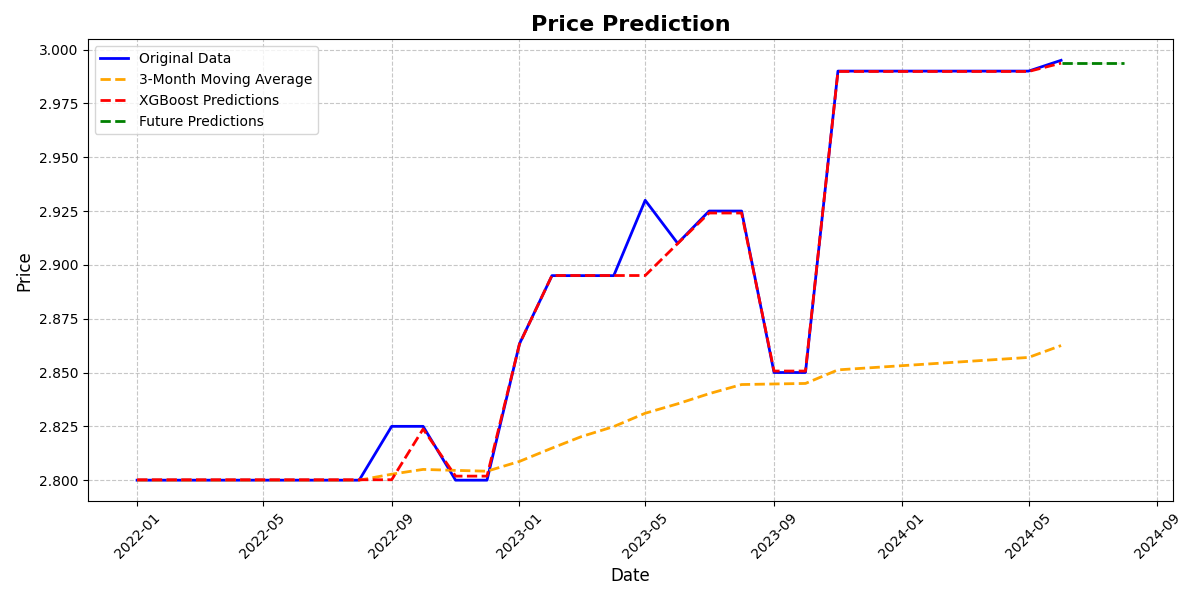 Price Prediction
Original Data
3-Month Moving Average
XGBoost Predictions
Future Predictions
Price
3.000
2.975
2.950
2.925
2.900
2.875
2.850
2.825
2.800
2022-01
2022-05
2022-09
2023-01
2023-05
2023-09
2024-01
2024-05
2024-09
Date